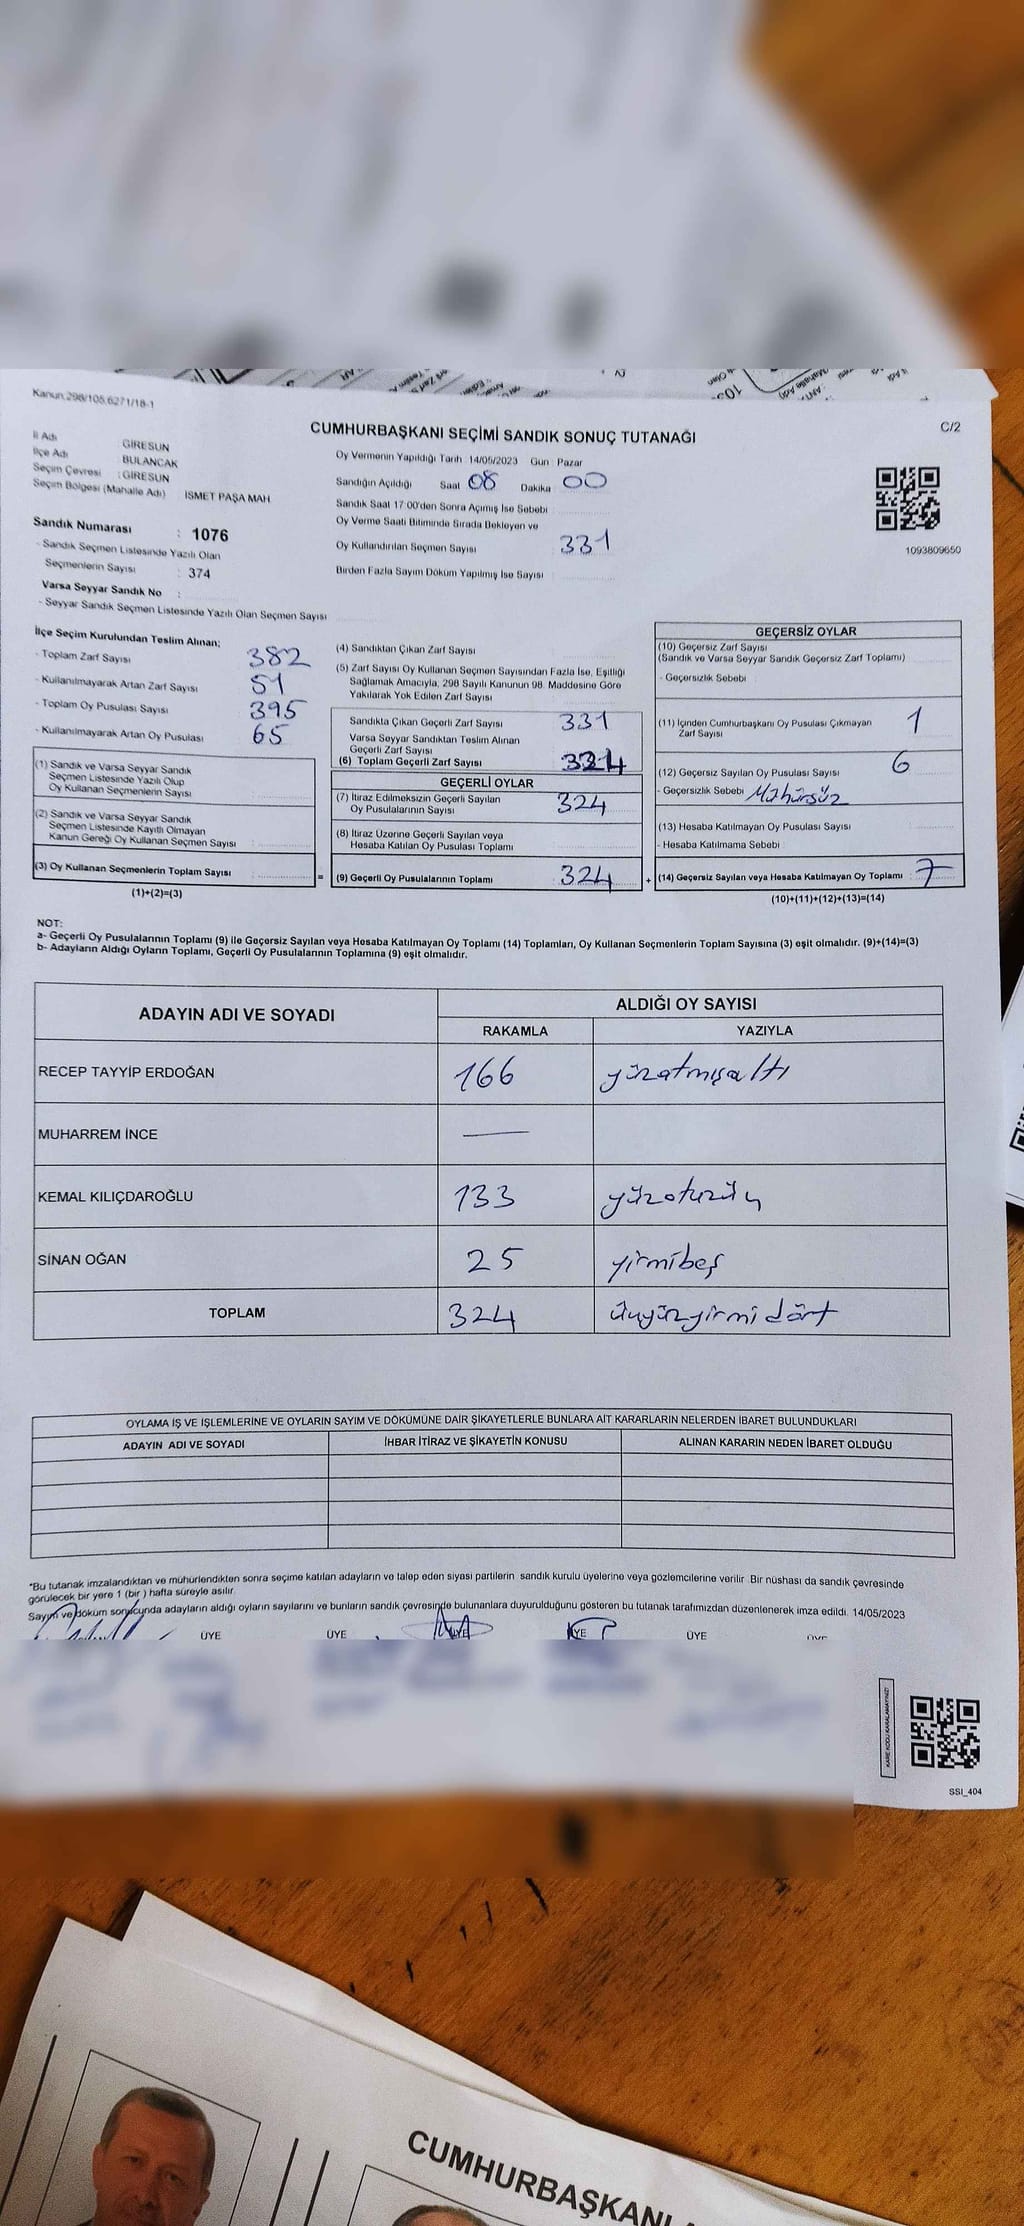 Kanun.298/105,6271/18-1
C/2
CUMHURBAŞKANI SEÇİMİ SANDIK SONUÇ TUTANAĞI
İl Adı GİRESUN
İlçe Adı BULANCAK
Seçim Çevresi : GİRESUN
Seçim Bölgesi (Mahalle Adı) İSMET PAŞA MAH
Sandık Numarası : 1076
- Sandık Seçmen Listesinde Yazılı Olan
Seçmenlerin Sayısı : 374
Varsa Seyyar Sandık No :
- Seyyar Sandık Seçmen Listesinde Yazılı Olan Seçmen Sayısı
Oy Vermenin Yapıldığı Tarih 14/05/2023 Gün Pazar
Sandığın Açıldığı Saat 08 Dakika 00
Sandık Saat 17.00'den Sonra Açımış İse Sebebi
Oy Verme Saati Bitiminde Sırada Bekleyen ve
Oy Kullandırılan Seçmen Sayısı 331
Birden Fazla Sayım Döküm Yapılmış İse Sayısı
1093809650
İlçe Seçim Kurulundan Teslim Alınan;
- Toplam Zarf Sayısı 382
- Kullanılmayarak Artan Zarf Sayısı 51
- Toplam Oy Pusulası Sayısı 395
- Kullanılmayarak Artan Oy Pusulası 65
(1) Sandık ve Varsa Seyyar Sandık
Seçmen Listesinde Yazılı Olup
Oy Kullanan Seçmenlerin Sayısı
(2) Sandık ve Varsa Seyyar Sandık
Seçmen Listesinde Kayıtlı Olmayan
Kanun Gereği Oy Kullanan Seçmen Sayısı
(3) Oy Kullanan Seçmenlerin Toplam Sayısı
(1)+(2)=(3)
=
(4) Sandıktan Çıkan Zarf Sayısı
(5) Zarf Sayısı Oy Kullanan Seçmen Sayısından Fazla İse, Eşitliği
Sağlamak Amacıyla, 298 Sayılı Kanunun 98. Maddesine Göre
Yakılarak Yok Edilen Zarf Sayısı
Sandıkta Çıkan Geçerli Zarf Sayısı 331
Varsa Seyyar Sandıktan Teslim Alınan
Geçerli Zarf Sayısı
(6) Toplam Geçerli Zarf Sayısı
GEÇERLİ OYLAR
(7) İtiraz Edilmeksizin Geçerli Sayılan
Oy Pusulalarının Sayısı 324
(8) İtiraz Üzerine Geçerli Sayılan veya
Hesaba Katılan Oy Pusulası Toplamı
(9) Geçerli Oy Pusulalarının Toplamı 324
+
GEÇERSİZ OYLAR
(10) Geçersiz Zarf Sayısı
(Sandık ve Varsa Seyyar Sandık Geçersiz Zarf Toplamı)
- Geçersizlik Sebebi
(11) İçinden Cumhurbaşkanı Oy Pusulası Çıkmayan
Zarf Sayısı 1
(12) Geçersiz Sayılan Oy Pusulası Sayısı 6
- Geçersizlik Sebebi Mühürsüz
(13) Hesaba Katılmayan Oy Pusulası Sayısı
- Hesaba Katılmama Sebebi
(14) Geçersiz Sayılan veya Hesaba Katılmayan Oy Toplamı 7
(10)+(11)+(12)+(13)=(14)
NOT:
a- Geçerli Oy Pusulalarının Toplamı (9) ile Geçersiz Sayılan veya Hesaba Katılmayan Oy Toplamı (14) Toplamları, Oy Kullanan Seçmenlerin Toplam Sayısına (3) eşit olmalıdır. (9)+(14)=(3)
b- Adayların Aldığı Oyların Toplamı, Geçerli Oy Pusulalarının Toplamına (9) eşit olmalıdır.
ADAYIN ADI VE SOYADI ALDIĞI OY SAYISI
RAKAMLA YAZIYLA
RECEP TAYYİP ERDOĞAN 166 yüzatmışaltı
MUHARREM İNCE —
KEMAL KILIÇDAROĞLU 133
SİNAN OĞAN 25 yirmibeş
TOPLAM 324 üçyüzyirmidört
OYLAMA İŞ VE İŞLEMLERİNE VE OYLARIN SAYIM VE DÖKÜMÜNE DAİR ŞİKAYETLERLE BUNLARA AİT KARARLARIN NELERDEN İBARET BULUNDUKLARI
ADAYIN ADI VE SOYADI İHBAR İTİRAZ VE ŞİKAYETİN KONUSU ALINAN KARARIN NEDEN İBARET OLDUĞU
*Bu tutanak imzalandıktan ve mühürlendikten sonra seçime katılan adayların ve talep eden siyasi partilerin sandık kurulu üyelerine veya gözlemcilerine verilir Bir nüshası da sandık çevresinde
görülecek bir yere 1 (bir ) hafta süreyle asılır.
Sayım ve döküm sonucunda adayların aldığı oyların sayılarını ve bunların sandık çevresinde bulunanlara duyurulduğunu gösteren bu tutanak tarafımızdan düzenlenerek imza edildi. 14/05/2023
ÜYE ÜYE ÜYE ÜYE ÜYE ÜYE
KARE KODU KARALAMAYINIZ!
SSI_404
CUMHURBAŞKANI